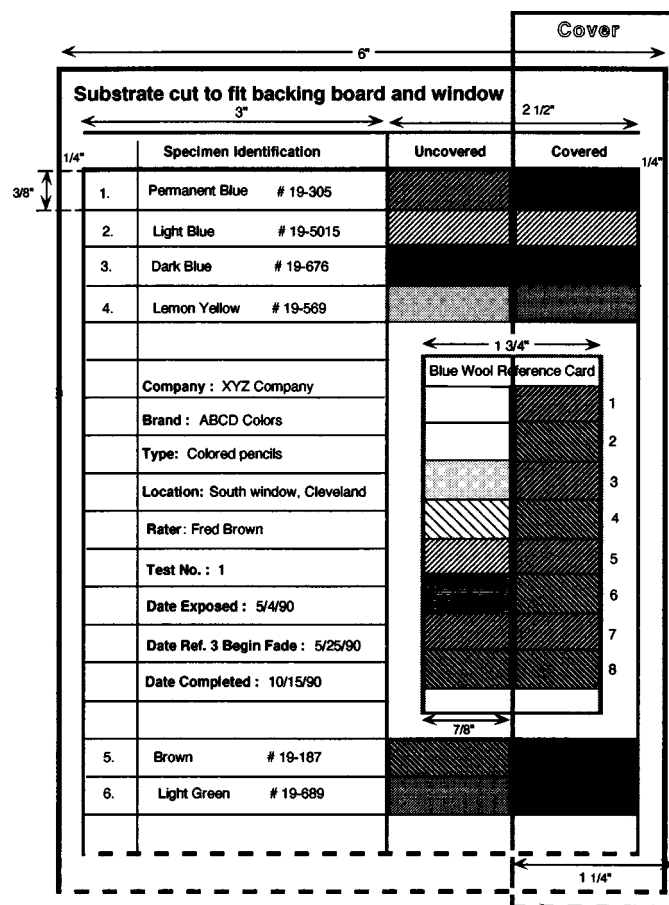 Cover
6"
Substrate cut to fit backing board and window
3"
2 1/2"
1/4"
Specimen Identification
Uncovered
Covered
1/4"
3/8"
1. Permanent Blue # 19-305
2. Light Blue # 19-5015
3. Dark Blue # 19-676
4. Lemon Yellow # 19-569
1 3/4"
Blue Wool Reference Card
Company : XYZ Company
Brand : ABCD Colors
Type: Colored pencils
Location: South window, Cleveland
Rater: Fred Brown
Test No. : 1
Date Exposed : 5/4/90
Date Ref. 3 Begin Fade : 5/25/90
Date Completed : 10/15/90
1
2
3
4
5
6
7
8
7/8"
5. Brown # 19-187
6. Light Green # 19-689
1 1/4"